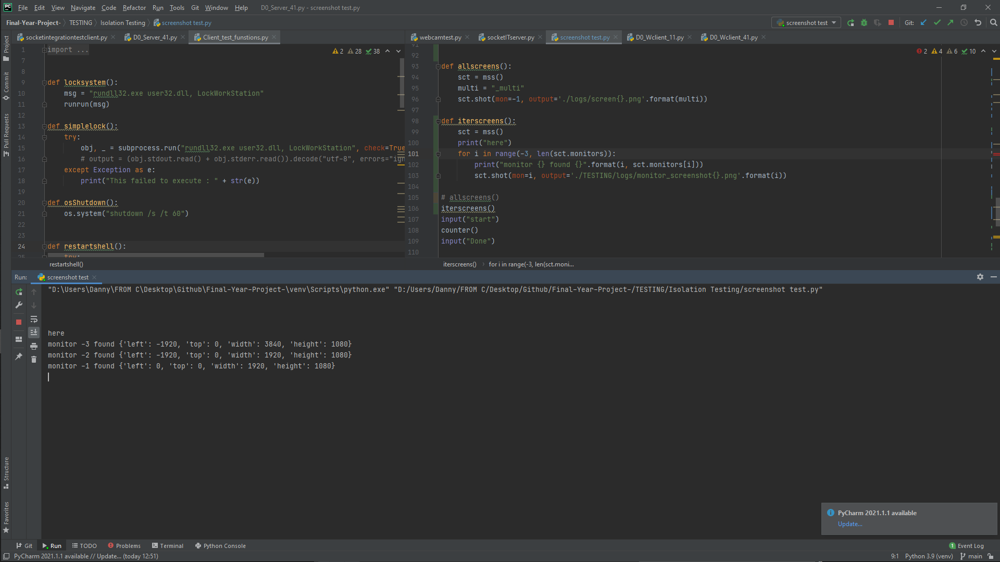 PC File Edit View Navigate Code Refactor Run Tools Git Window Help D0_Server_41.py - screenshot test.py
Final-Year-Project- TESTING Isolation Testing screenshot test.py screenshot test Git:
socketintegrationtestclient.py D0_Server_41.py Client_test_funstions.py webcamtest.py socketITserver.py screenshot test.py D0_Wclient_11.py D0_Wclient_41.py
Project
Commit
Pull Requests
1 import ... 2 28 38
7
8
9 def locksystem():
10 msg = "rundll32.exe user32.dll, LockWorkStation"
11 runrun(msg)
12
13 def simplelock():
14 try:
15 obj, _ = subprocess.run("rundll32.exe user32.dll, LockWorkStation", check=True
16 # output = (obj.stdout.read() + obj.stderr.read()).decode("utf-8", errors="ign
17 except Exception as e:
18 print("This failed to execute : " + str(e))
19
20 def osShutdown():
21 os.system("shutdown /s /t 60")
22
23
24 def restartshell():
25 try:
restartshell()
91
92 2 4 6 10
93 def allscreens():
94 sct = mss()
95 multi = "_multi"
96 sct.shot(mon=-1, output='./logs/screen{}.png'.format(multi))
97
98 def iterscreens():
99 sct = mss()
100 print("here")
101 for i in range(-3, len(sct.monitors)):
102 print("monitor {} found {}".format(i, sct.monitors[i]))
103 sct.shot(mon=i, output='./TESTING/logs/monitor_screenshot{}.png'.format(i))
104
105 # allscreens()
106 iterscreens()
107 input("start")
108 counter()
109 input("Done")
110
iterscreens() for i in range(-3, len(sct.moni...
Run: screenshot test
"D:\Users\Danny\FROM C\Desktop\Github\Final-Year-Project-\venv\Scripts\python.exe" "D:/Users/Danny/FROM C/Desktop/Github/Final-Year-Project-/TESTING/Isolation Testing/screenshot test.py"
here
monitor -3 found {'left': -1920, 'top': 0, 'width': 3840, 'height': 1080}
monitor -2 found {'left': -1920, 'top': 0, 'width': 1920, 'height': 1080}
monitor -1 found {'left': 0, 'top': 0, 'width': 1920, 'height': 1080}
Structure
Favorites
PyCharm 2021.1.1 available
Update...
Git Run TODO Problems Terminal Python Console 1 Event Log
PyCharm 2021.1.1 available // Update... (today 12:51) 9:1 Python 3.9 (venv) main